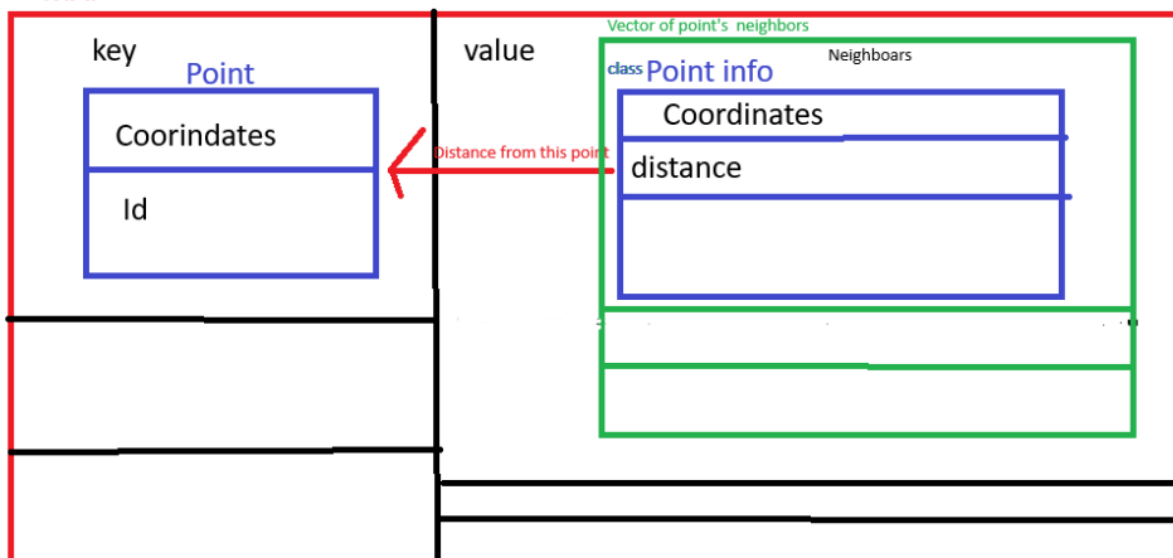 Vector of point's neighbors
key
value
Neighboars
Point
class Point info
Coorindates
Coordinates
Distance from this point
distance
Id